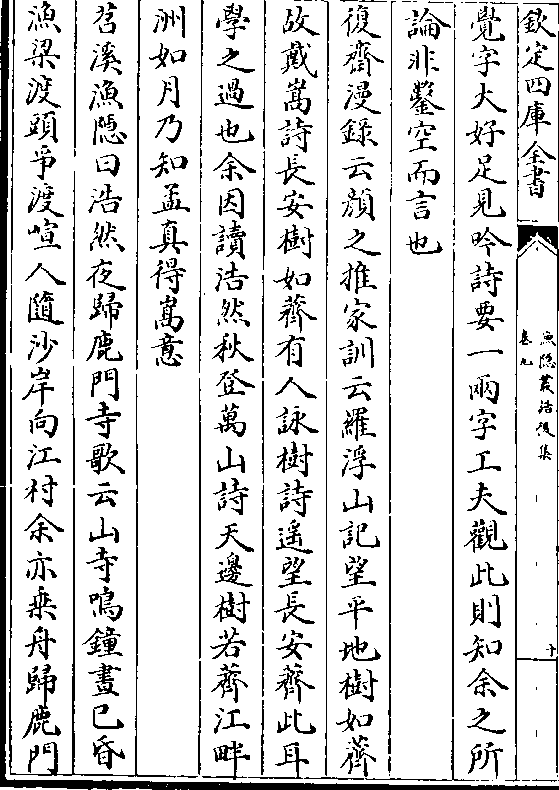 欽定四庫全書
漁隠叢話後集
卷九
十
覺字大好足見吟詩要一兩字工夫觀此則知余之所
論非鑿空而言也
復齋漫録云顔之推家訓云羅浮山記望平地樹如薺
故戴嵩詩長安樹如薺有人詠樹詩遥望長安薺此耳
學之過也余因讀浩然秋登萬山詩天邊樹若薺江畔
洲如月乃知孟真得嵩意
苕溪漁隠曰浩然夜歸鹿門寺歌云山寺鳴鐘晝已昏
漁梁渡頭爭渡喧人隨沙岸向江村余亦乗舟歸鹿門